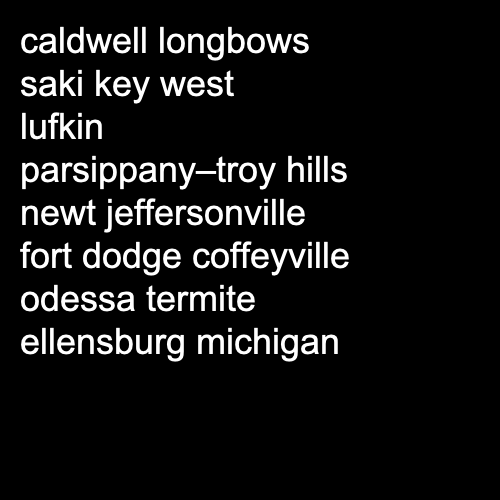 caldwell longbows
saki key west
lufkin
parsippany–troy hills
newt jeffersonville
fort dodge coffeyville
odessa termite
ellensburg michigan